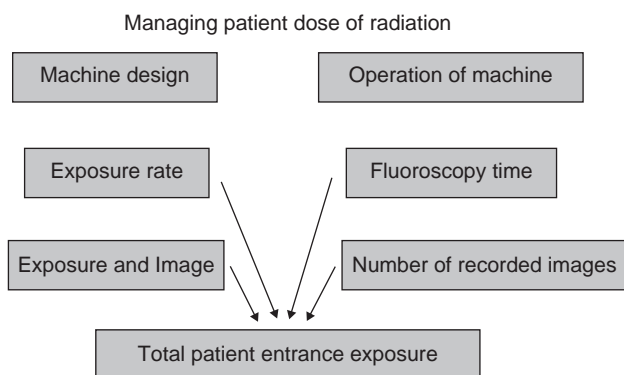 Managing patient dose of radiation
Machine design
Operation of machine
Exposure rate
Fluoroscopy time
Exposure and Image
Number of recorded images
Total patient entrance exposure